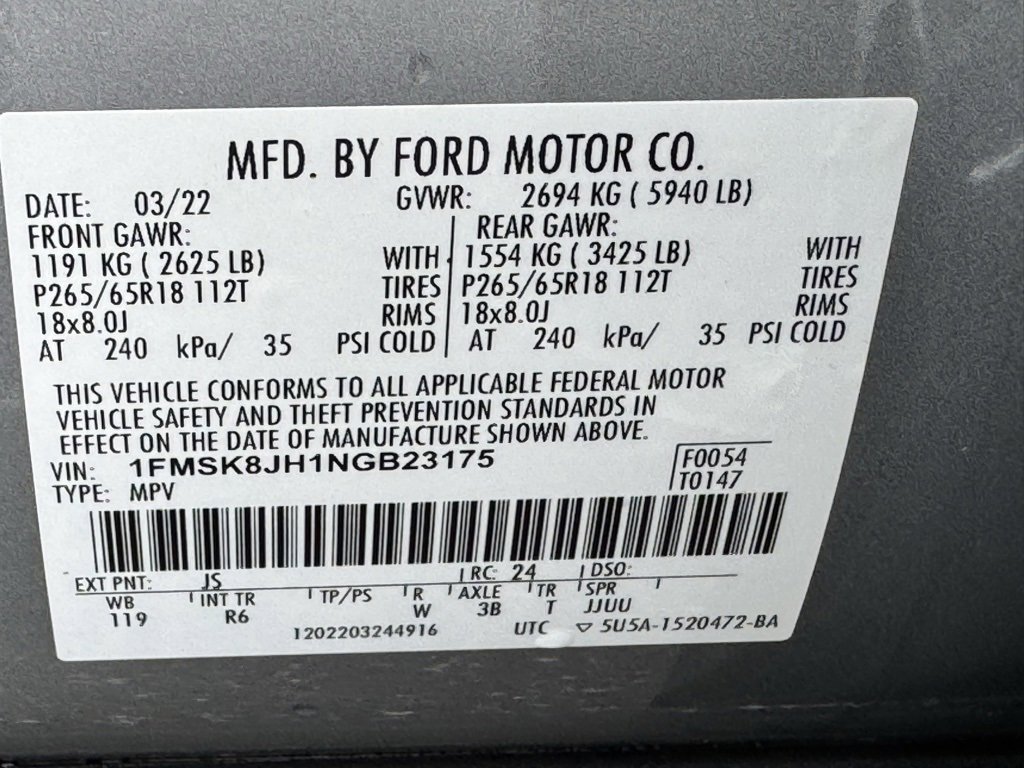 MFD. BY FORD MOTOR CO.
DATE: 03/22 GVWR: 2694 KG ( 5940 LB)
FRONT GAWR: REAR GAWR:
1191 KG ( 2625 LB) WITH 1554 KG ( 3425 LB) WITH
P265/65R18 112T TIRES P265/65R18 112T TIRES
18x8.0J RIMS 18x8.0J RIMS
AT 240 kPa/ 35 PSI COLD AT 240 kPa/ 35 PSI COLD
THIS VEHICLE CONFORMS TO ALL APPLICABLE FEDERAL MOTOR
VEHICLE SAFETY AND THEFT PREVENTION STANDARDS IN
EFFECT ON THE DATE OF MANUFACTURE SHOWN ABOVE.
VIN: 1FMSK8JH1NGB23175 F0054
TYPE: MPV T0147
EXT PNT: JS RC: 24 DSO:
WB INT TR TP/PS R AXLE TR SPR
119 R6 W 3B T JJUU
1202203244916 UTC ▽ 5U5A-1520472-BA